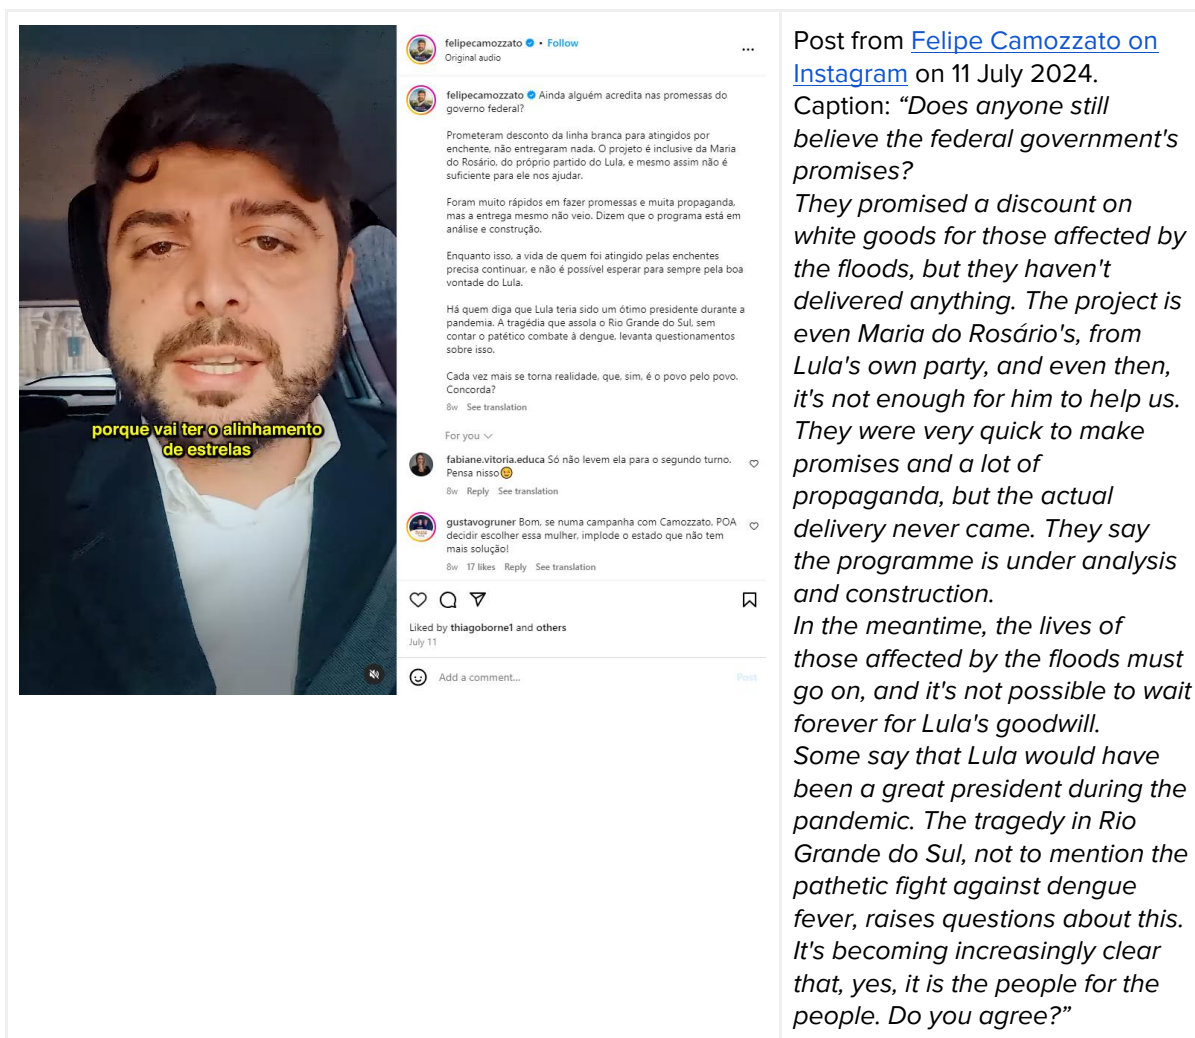 porque vai ter o alinhamento
de estrelas
felipecamozzato • Follow
Original audio
felipecamozzato Ainda alguém acredita nas promessas do
governo federal?
Prometeram desconto da linha branca para atingidos por
enchente, não entregaram nada. O projeto é inclusive da Maria
do Rosário, do próprio partido do Lula, e mesmo assim não é
suficiente para ele nos ajudar.
Foram muito rápidos em fazer promessas e muita propaganda,
mas a entrega mesmo não veio. Dizem que o programa está em
análise e construção.
Enquanto isso, a vida de quem foi atingido pelas enchentes
precisa continuar, e não é possível esperar para sempre pela boa
vontade do Lula.
Há quem diga que Lula teria sido um ótimo presidente durante a
pandemia. A tragédia que assola o Rio Grande do Sul, sem
contar o patético combate à dengue, levanta questionamentos
sobre isso.
Cada vez mais se torna realidade, que, sim, é o povo pelo povo.
Concorda?
8w See translation
For you
fabiane.vitoria.educa Só não levem ela para o segundo turno.
Pensa nisso😉
8w Reply See translation
gustavogruner Bom, se numa campanha com Camozzato, POA
decidir escolher essa mulher, implode o estado que não tem
mais solução!
8w 17 likes Reply See translation
Liked by thiagoborne1 and others
July 11
Add a comment...
Post
Post from Felipe Camozzato on
Instagram on 11 July 2024.
Caption: “Does anyone still
believe the federal government's
promises?
They promised a discount on
white goods for those affected by
the floods, but they haven't
delivered anything. The project is
even Maria do Rosário's, from
Lula's own party, and even then,
it's not enough for him to help us.
They were very quick to make
promises and a lot of
propaganda, but the actual
delivery never came. They say
the programme is under analysis
and construction.
In the meantime, the lives of
those affected by the floods must
go on, and it's not possible to wait
forever for Lula's goodwill.
Some say that Lula would have
been a great president during the
pandemic. The tragedy in Rio
Grande do Sul, not to mention the
pathetic fight against dengue
fever, raises questions about this.
It's becoming increasingly clear
that, yes, it is the people for the
people. Do you agree?”